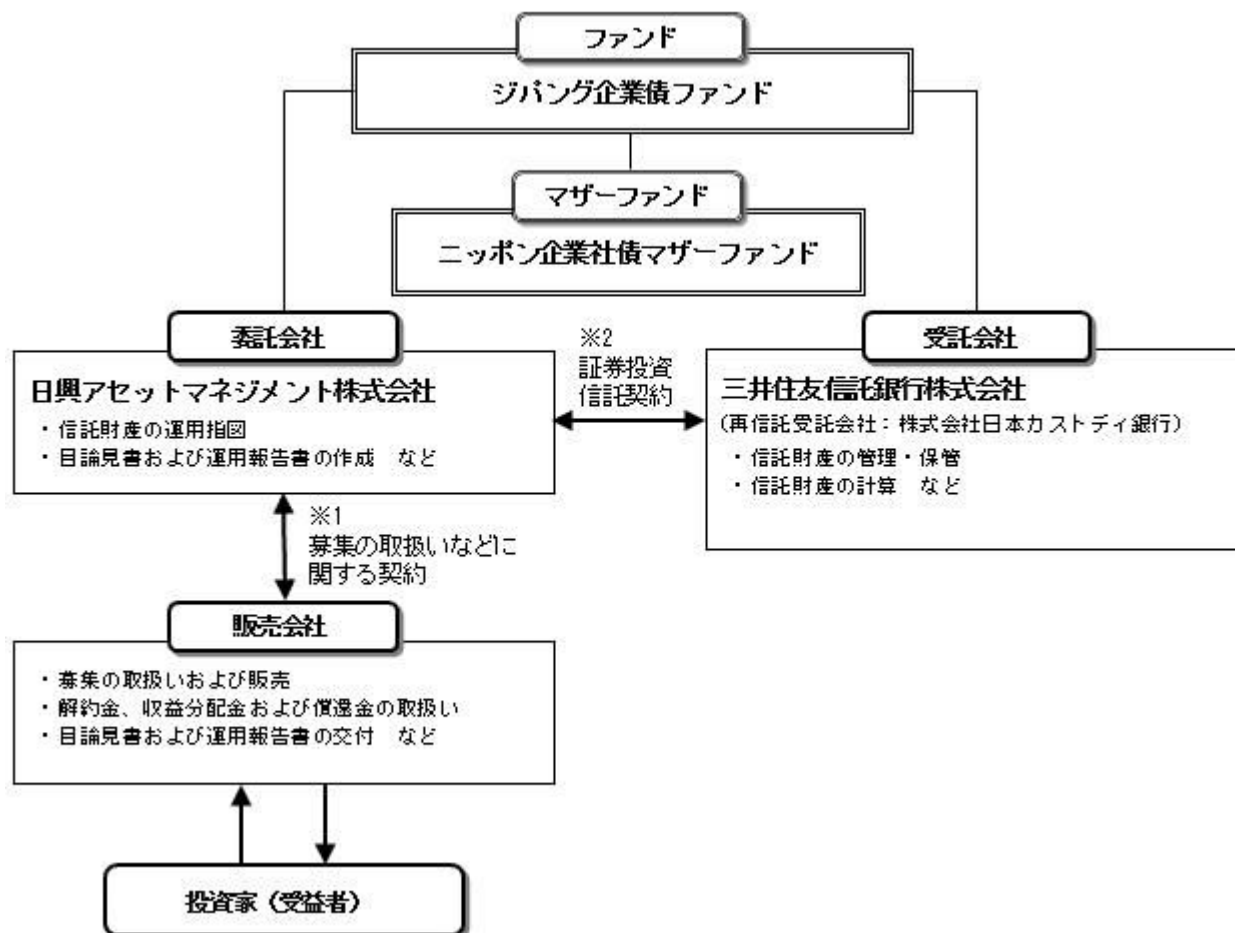 ファンド
ジパング企業債ファンド
マザーファンド
ニッポン企業社債マザーファンド
委託会社
日興アセットマネジメント株式会社
・信託財産の運用指図
・目論見書および運用報告書の作成　など
※2
証券投資
信託契約
受託会社
三井住友信託銀行株式会社
（再信託受託会社：株式会社日本カストディ銀行）
・信託財産の管理・保管
・信託財産の計算　など
※1
募集の取扱いなどに
関する契約
販売会社
・募集の取扱いおよび販売
・解約金、収益分配金および償還金の取扱い
・目論見書および運用報告書の交付　など
投資家（受益者）